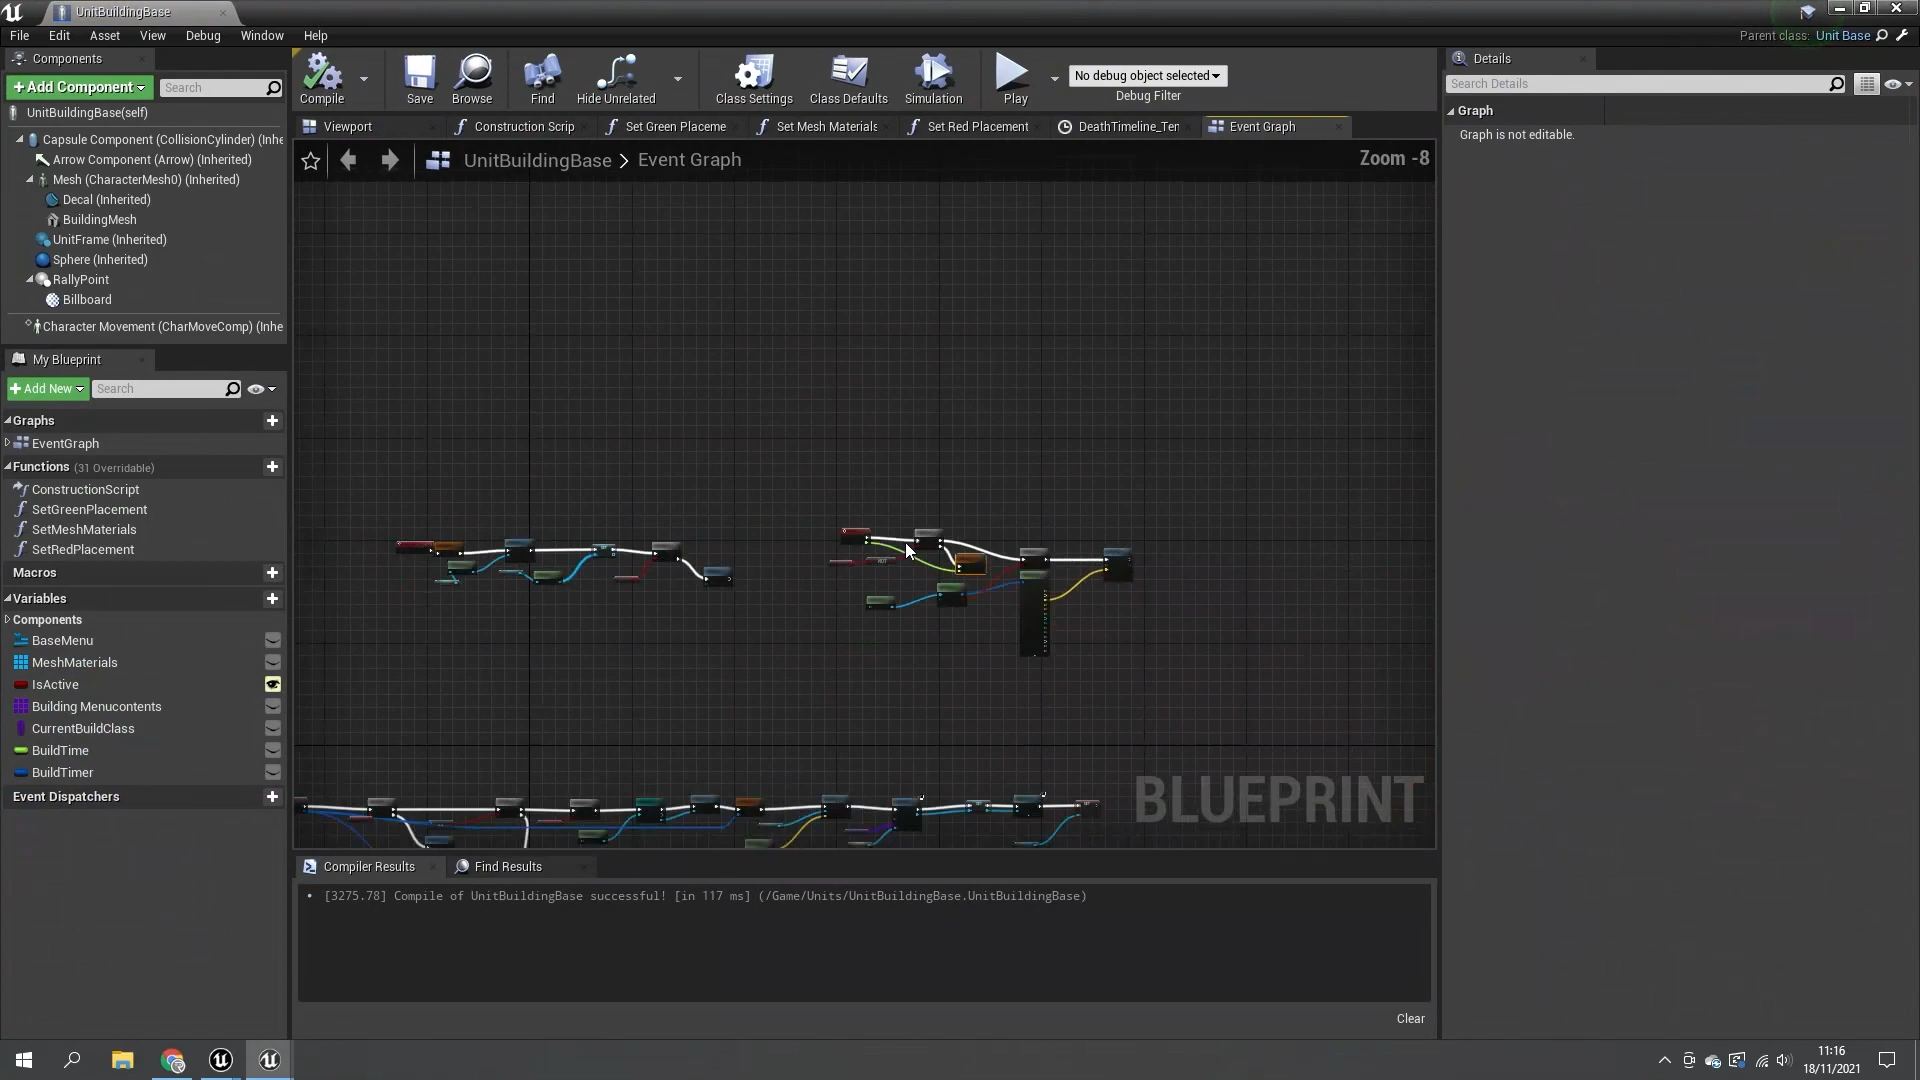 UnitBuildingBase
File Edit Asset View Debug Window Help
Parent class: Unit Base
Components
+Add Component
Search
UnitBuildingBase(self)
Capsule Component (CollisionCylinder) (Inhe
Arrow Component (Arrow) (Inherited)
Mesh (CharacterMesh0) (Inherited)
Decal (Inherited)
BuildingMesh
UnitFrame (Inherited)
Sphere (Inherited)
RallyPoint
Billboard
Character Movement (CharMoveComp) (Inhe
My Blueprint
+Add New
Search
Graphs
EventGraph
Functions (31 Overridable)
ConstructionScript
SetGreenPlacement
SetMeshMaterials
SetRedPlacement
Macros
Variables
Components
BaseMenu
MeshMaterials
IsActive
Building Menucontents
CurrentBuildClass
BuildTime
BuildTimer
Event Dispatchers
Compile Save Browse Find Hide Unrelated Class Settings Class Defaults Simulation Play
No debug object selected
Debug Filter
Viewport Construction Scrip Set Green Placeme Set Mesh Materials Set Red Placement DeathTimeline_Ten Event Graph
UnitBuildingBase > Event Graph
Zoom -8
BLUEPRINT
Compiler Results Find Results
• [3275.78] Compile of UnitBuildingBase successful! [in 117 ms] (/Game/Units/UnitBuildingBase.UnitBuildingBase)
Clear
Details
Search Details
Graph
Graph is not editable.
11:16
18/11/2021